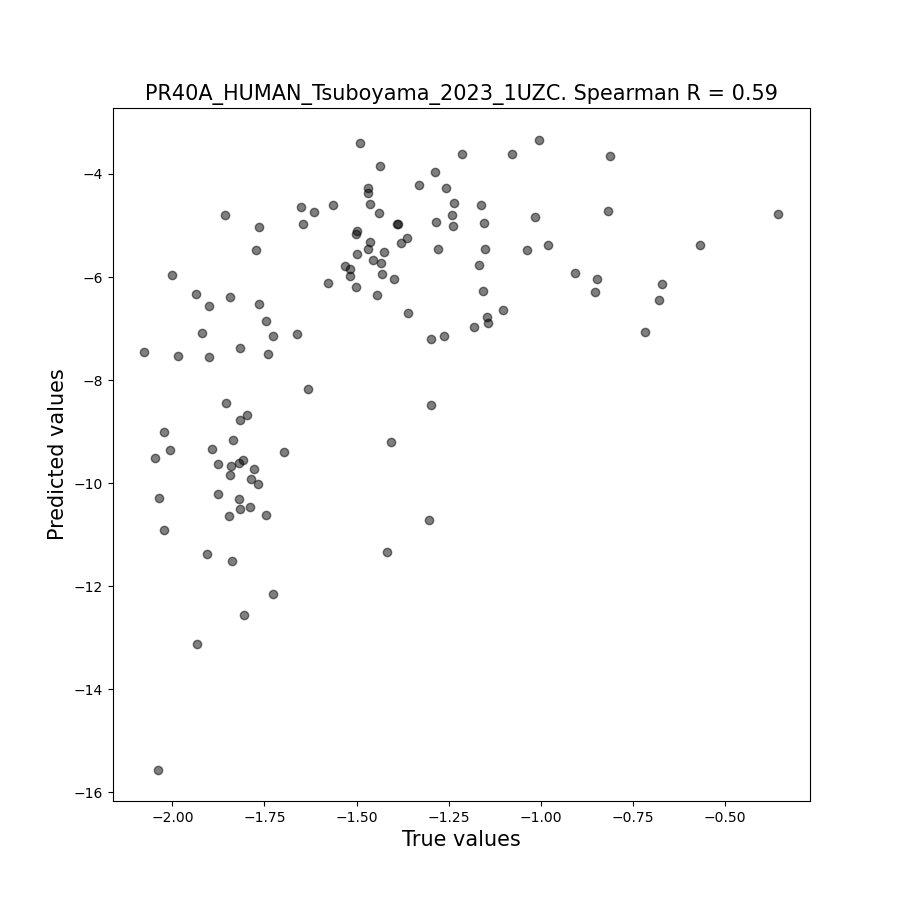 PR40A_HUMAN_Tsuboyama_2023_1UZC. Spearman R = 0.59
Predicted values
−4
−6
−8
−10
−12
−14
−16
−2.00 −1.75 −1.50 −1.25 −1.00 −0.75 −0.50
True values